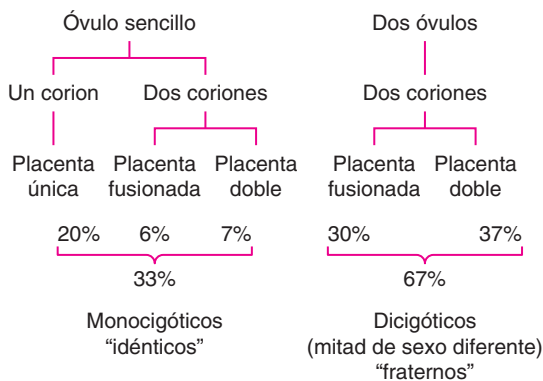 Óvulo sencillo Dos óvulos
Un corion Dos coriones Dos coriones
Placenta Placenta Placenta Placenta Placenta
única fusionada doble fusionada doble
20% 6% 7% 30% 37%
33% 67%
Monocigóticos Dicigóticos
“idénticos” (mitad de sexo diferente)
“fraternos”